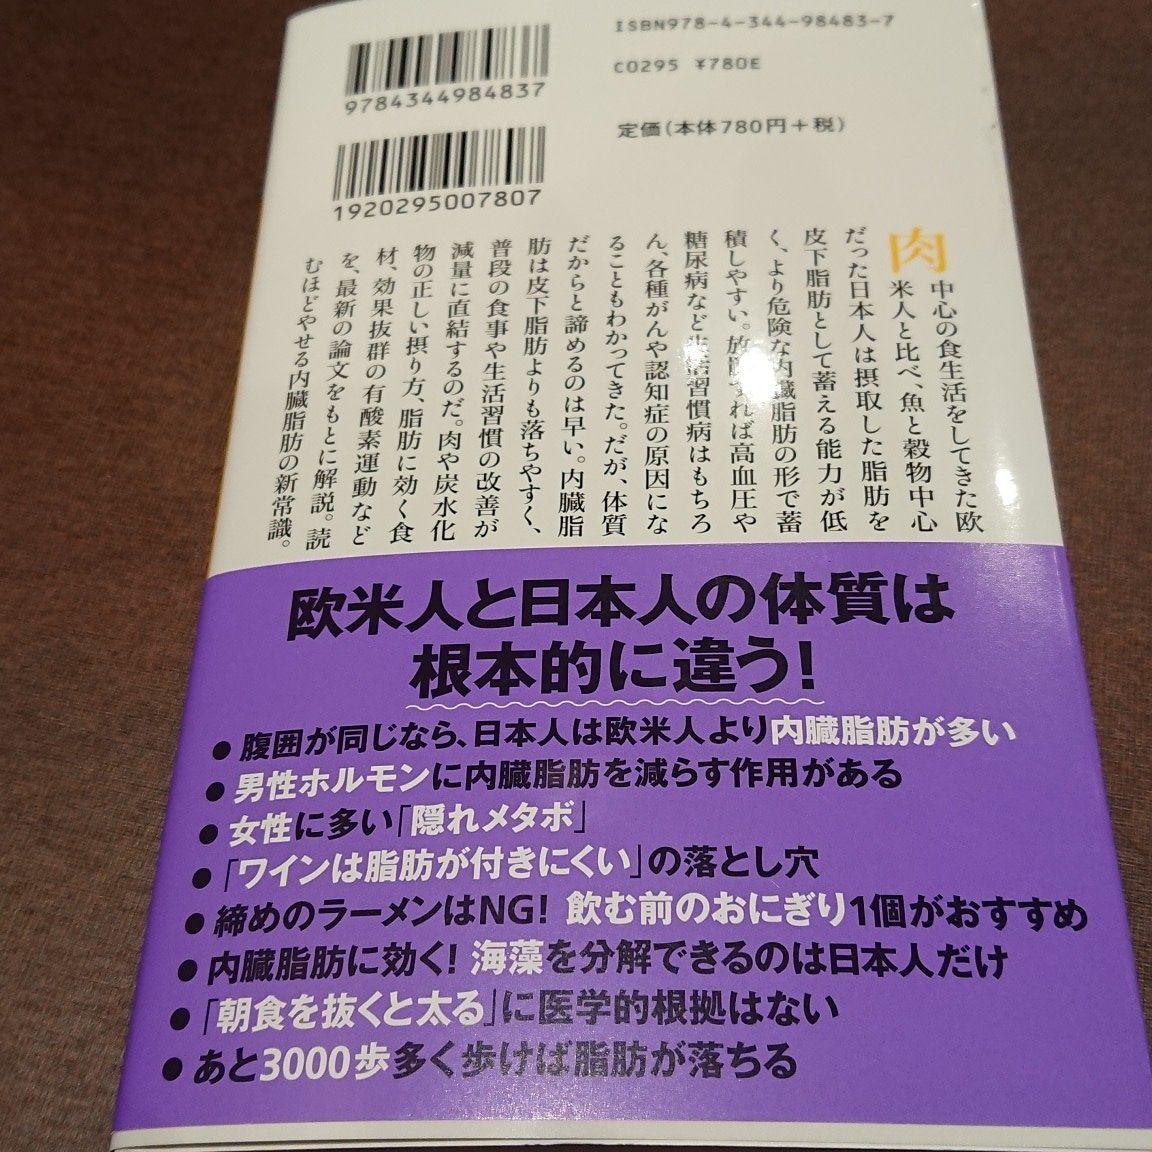 ISBN978-4-344-98483-7
C0295 ¥780E
定価(本体780円+税)
9784344984837
1920295007807
肉中心の食生活をしてきた欧
米人と比べ、魚と穀物中心
だった日本人は摂取した脂肪を
皮下脂肪として蓄える能力が低
く、より危険な内臓脂肪の形で蓄
積しやすい。放置すれば高血圧や
糖尿病など生活習慣病はもちろ
ん、各種がんや認知症の原因にな
ることもわかってきた。だが、体質
だからと諦めるのは早い。内臓脂
肪は皮下脂肪よりも落ちやすく、
普段の食事や生活習慣の改善が
減量に直結するのだ。肉や炭水化
物の正しい摂り方、脂肪に効く食
材、効果抜群の有酸素運動など
を、最新の論文をもとに解説。読
むほどやせる内臓脂肪の新常識。
欧米人と日本人の体質は
根本的に違う!
●腹囲が同じなら、日本人は欧米人より内臓脂肪が多い
●男性ホルモンに内臓脂肪を減らす作用がある
●女性に多い「隠れメタボ」
●「ワインは脂肪が付きにくい」の落とし穴
●締めのラーメンはNG! 飲む前のおにぎり1個がおすすめ
●内臓脂肪に効く! 海藻を分解できるのは日本人だけ
●「朝食を抜くと太る」に医学的根拠はない
●あと3000歩多く歩けば脂肪が落ちる